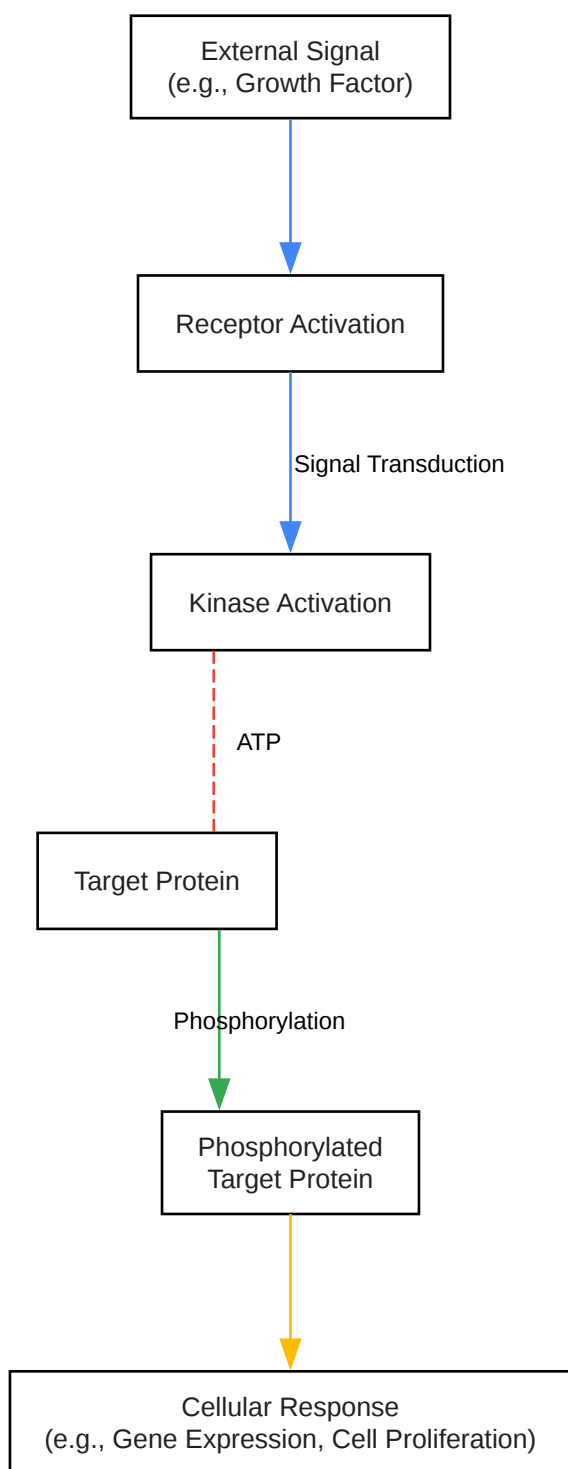 External Signal
(e.g., Growth Factor)
Receptor Activation
Signal Transduction
Kinase Activation
ATP
Target Protein
Phosphorylation
Phosphorylated
Target Protein
Cellular Response
(e.g., Gene Expression, Cell Proliferation)